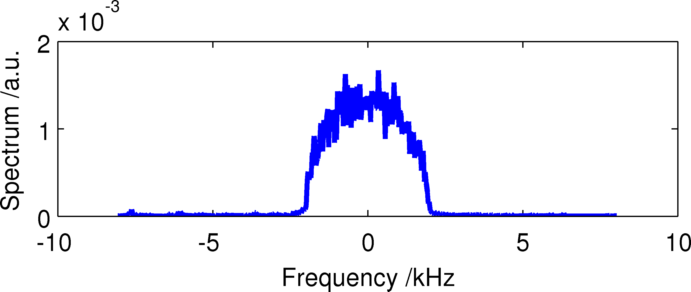 x 10^-3
2
1
0
Spectrum /a.u.
-10 -5 0 5 10
Frequency /kHz